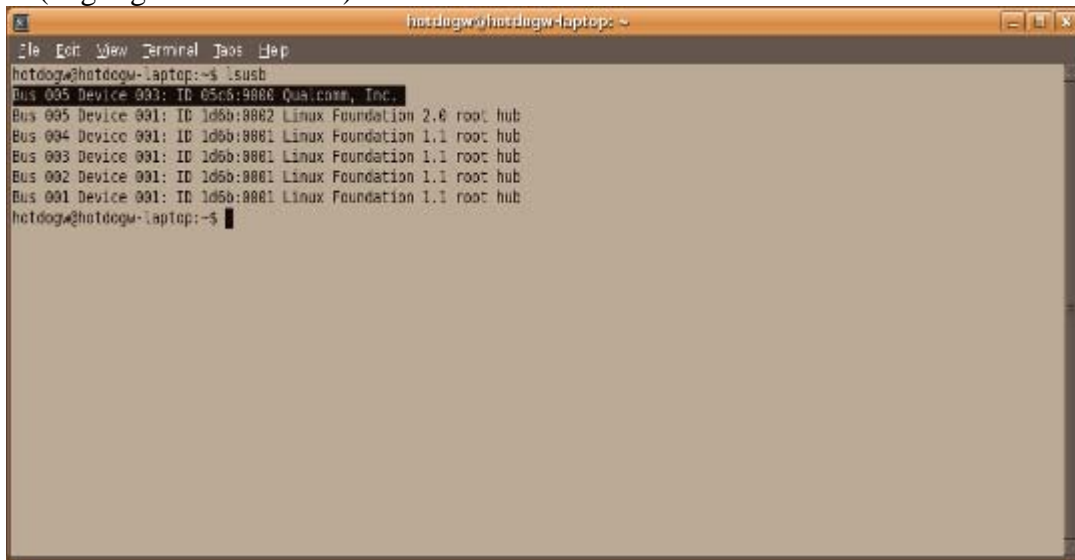 hotdogw@hotdogw-laptop: ~
File Edit View Terminal Tabs Help
hotdogw@hotdogw-laptop:~$ lsusb
Bus 005 Device 003: ID 05c6:9000 Qualcomm, Inc.
Bus 005 Device 001: ID 1d6b:0002 Linux Foundation 2.0 root hub
Bus 004 Device 001: ID 1d6b:0001 Linux Foundation 1.1 root hub
Bus 003 Device 001: ID 1d6b:0001 Linux Foundation 1.1 root hub
Bus 002 Device 001: ID 1d6b:0001 Linux Foundation 1.1 root hub
Bus 001 Device 001: ID 1d6b:0001 Linux Foundation 1.1 root hub
hotdogw@hotdogw-laptop:~$